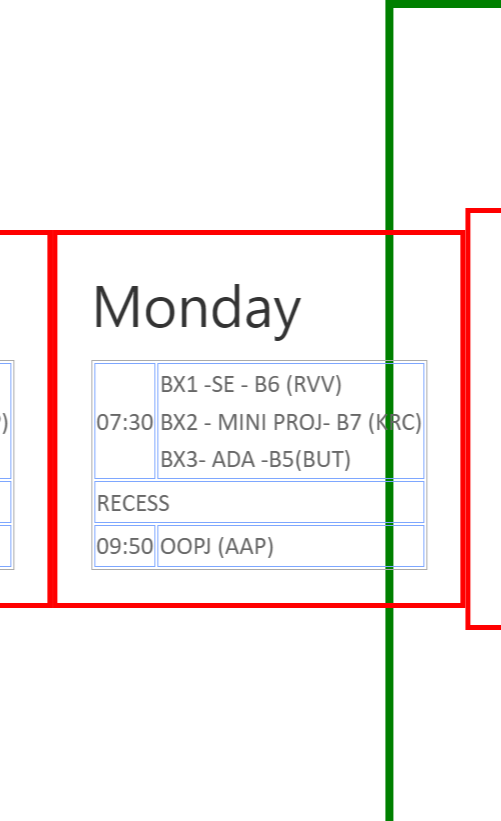 Monday
)
07:30
BX1 -SE - B6 (RVV)
BX2 - MINI PROJ- B7 (KRC)
BX3- ADA -B5(BUT)
RECESS
09:50 OOPJ (AAP)